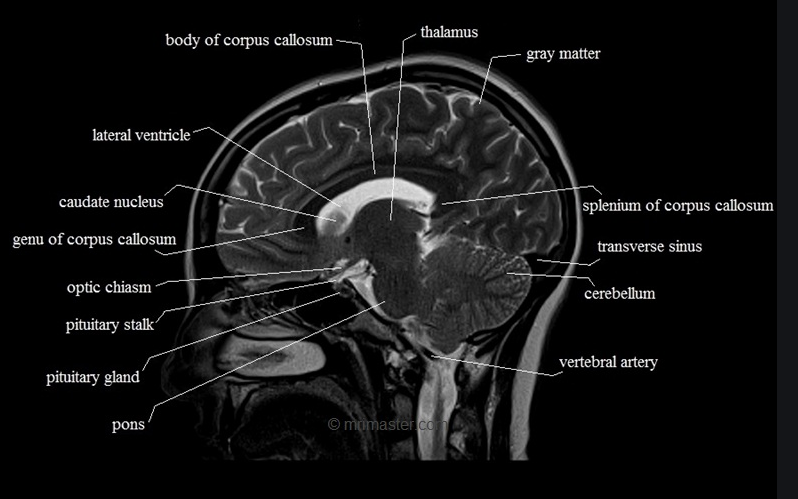 thalamus
body of corpus callosum
gray matter
lateral ventricle
caudate nucleus
splenium of corpus callosum
genu of corpus callosum
transverse sinus
optic chiasm
cerebellum
pituitary stalk
vertebral artery
pituitary gland
pons
© mrimaster.com